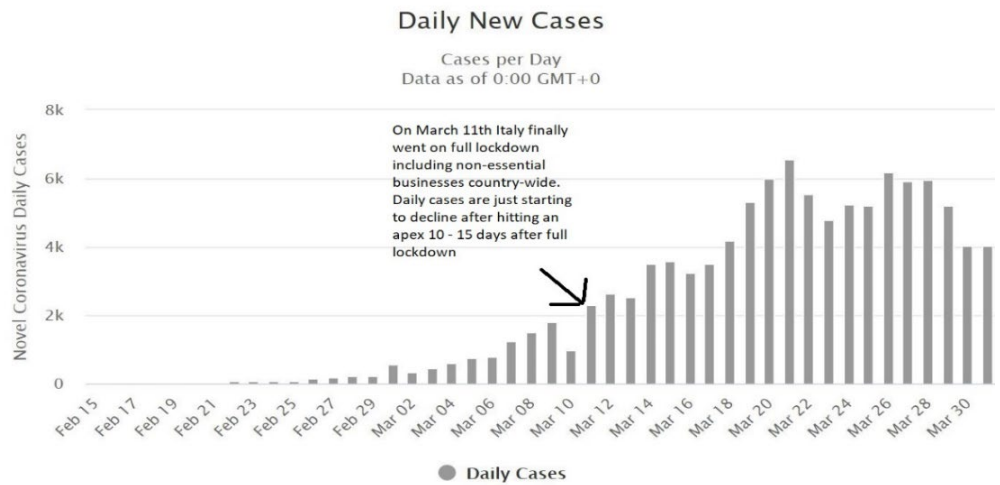 Daily New Cases
Cases per Day
Data as of 0:00 GMT+0
8k
6k
4k
2k
0
Novel Coronavirus Daily Cases
On March 11th Italy finally
went on full lockdown
including non-essential
businesses country-wide.
Daily cases are just starting
to decline after hitting an
apex 10 - 15 days after full
lockdown
Feb 15
Feb 17
Feb 19
Feb 21
Feb 23
Feb 25
Feb 27
Feb 29
Mar 02
Mar 04
Mar 06
Mar 08
Mar 10
Mar 12
Mar 14
Mar 16
Mar 18
Mar 20
Mar 22
Mar 24
Mar 26
Mar 28
Mar 30
Daily Cases